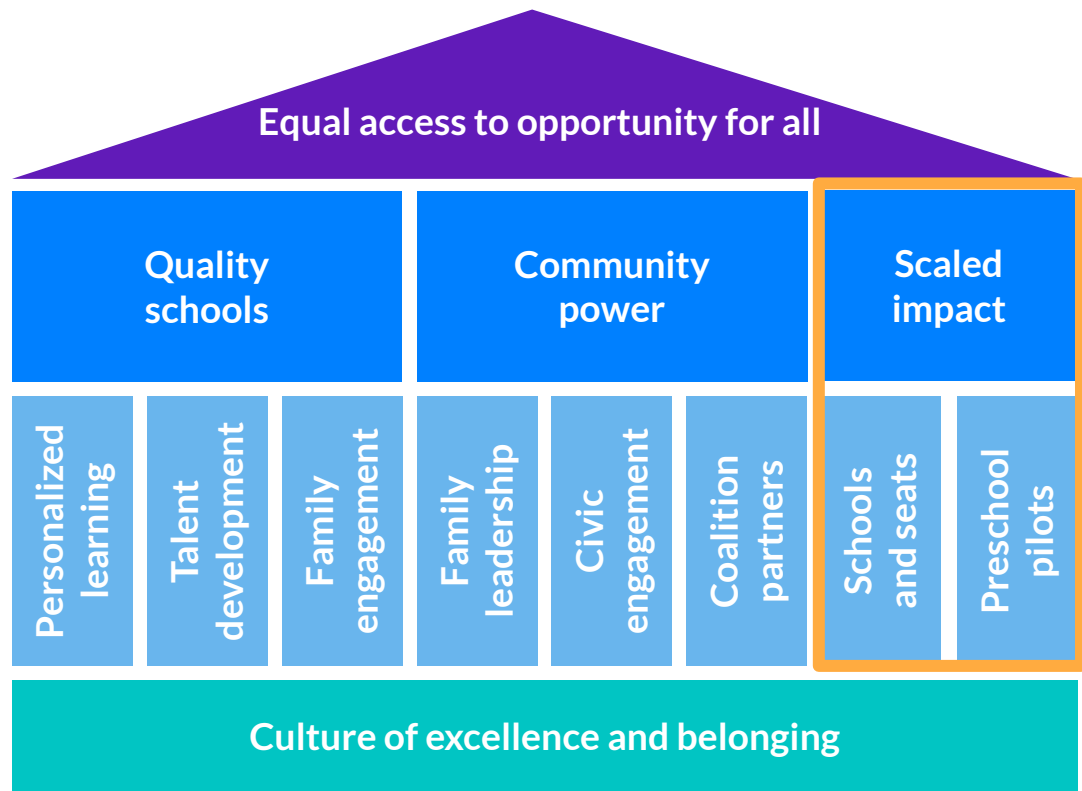 Equal access to opportunity for all
Quality
schools
Community
power
Scaled
impact
Personalized
learning
Talent
development
Family
engagement
Family
leadership
Civic
engagement
Coalition
partners
Schools
and seats
Preschool
pilots
Culture of excellence and belonging